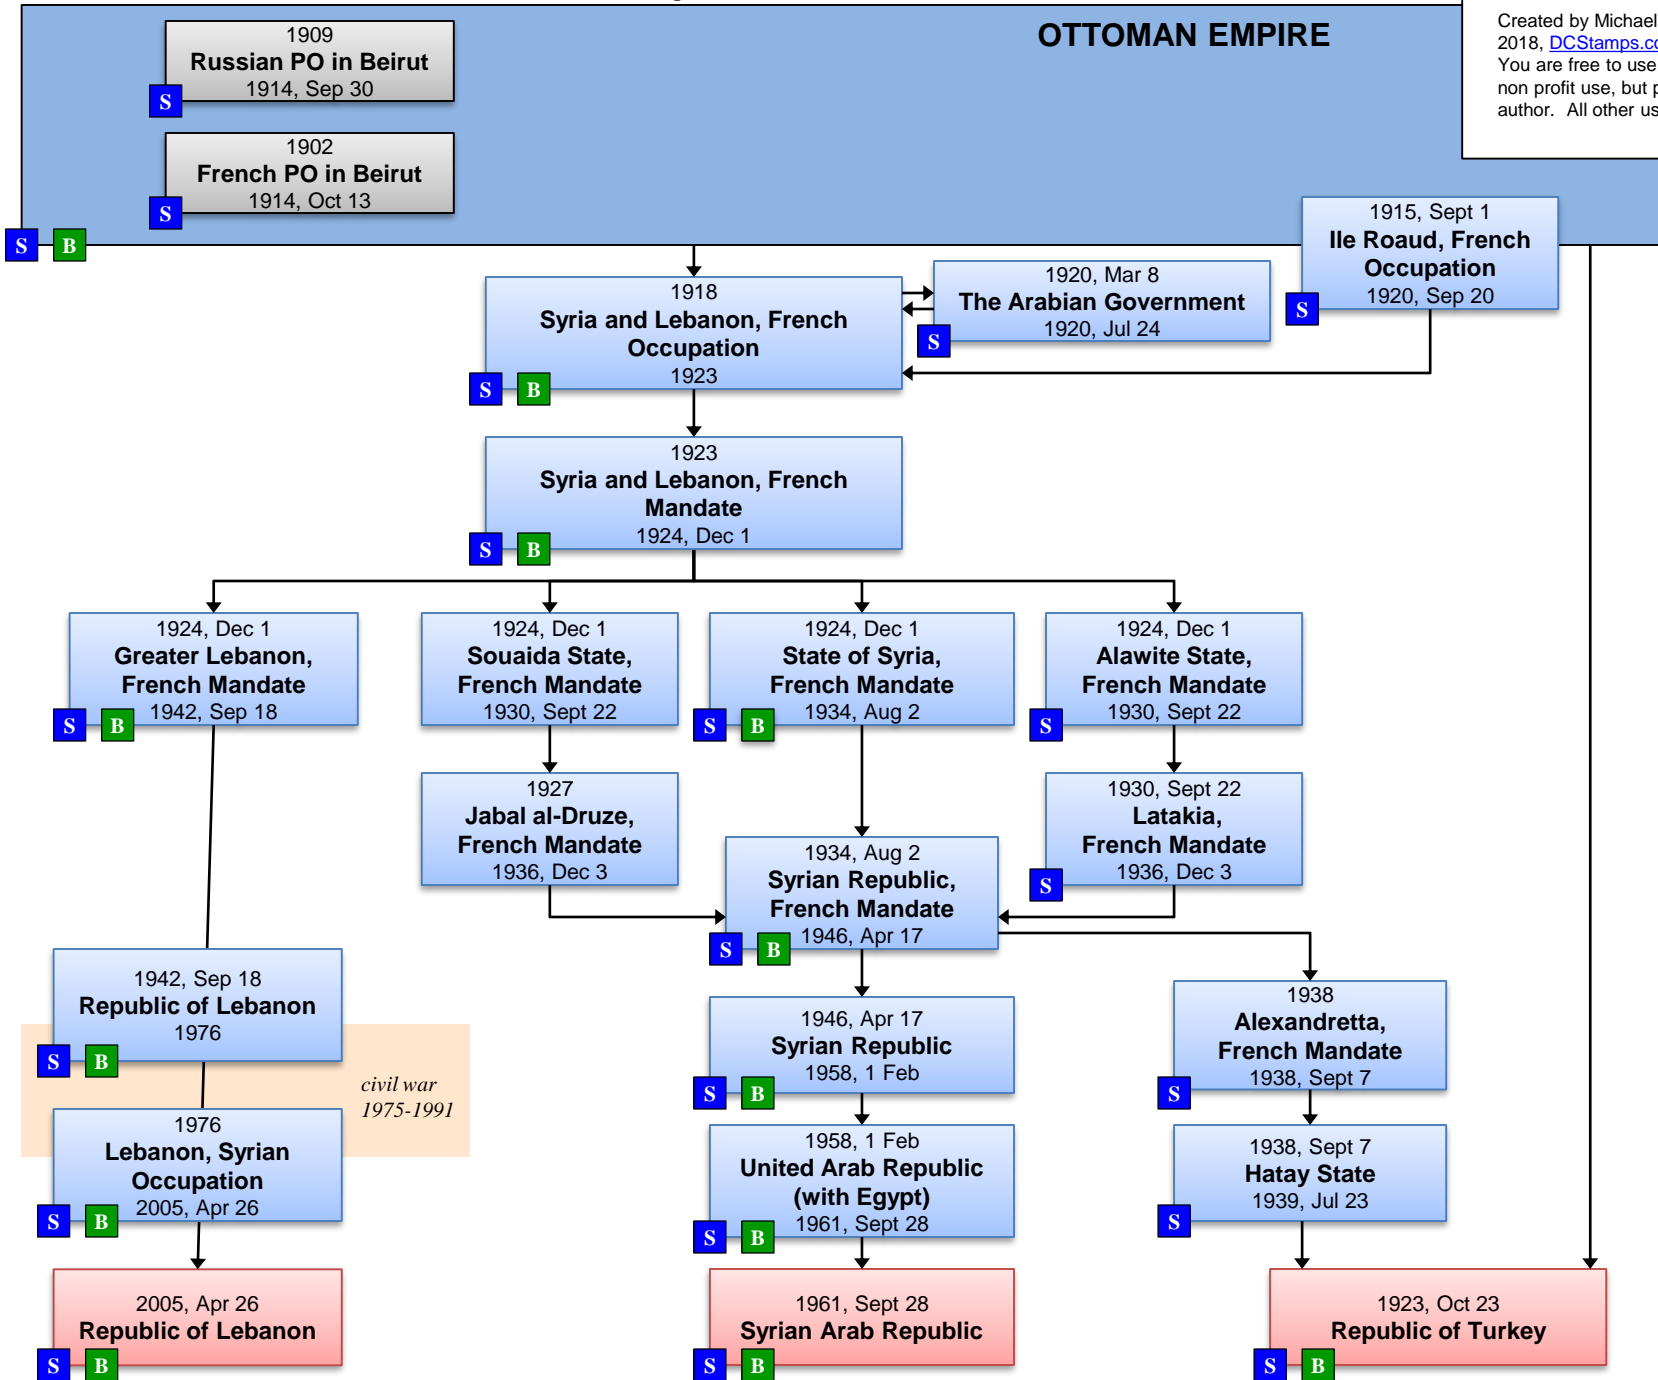 OTTOMAN EMPIRE
Created by Michael
2018, DCStamps.co
You are free to use
non profit use, but p
author. All other us
1909
Russian PO in Beirut
1914, Sep 30
S
1902
French PO in Beirut
1914, Oct 13
S
S B
1915, Sept 1
Ile Roaud, French
Occupation
1920, Sep 20
S
1918
Syria and Lebanon, French
Occupation
1923
S B
1920, Mar 8
The Arabian Government
1920, Jul 24
S
1923
Syria and Lebanon, French
Mandate
1924, Dec 1
S B
1924, Dec 1
Greater Lebanon,
French Mandate
1942, Sep 18
S B
1924, Dec 1
Souaida State,
French Mandate
1930, Sept 22
1924, Dec 1
State of Syria,
French Mandate
1934, Aug 2
S B
1924, Dec 1
Alawite State,
French Mandate
1930, Sept 22
S
1927
Jabal al-Druze,
French Mandate
1936, Dec 3
1930, Sept 22
Latakia,
French Mandate
1936, Dec 3
S
1934, Aug 2
Syrian Republic,
French Mandate
1946, Apr 17
S B
1942, Sep 18
Republic of Lebanon
1976
S B
civil war
1975-1991
1946, Apr 17
Syrian Republic
1958, 1 Feb
S B
1938
Alexandretta,
French Mandate
1938, Sept 7
S
1976
Lebanon, Syrian
Occupation
2005, Apr 26
S B
1958, 1 Feb
United Arab Republic
(with Egypt)
1961, Sept 28
S B
1938, Sept 7
Hatay State
1939, Jul 23
S
2005, Apr 26
Republic of Lebanon
S B
1961, Sept 28
Syrian Arab Republic
S B
1923, Oct 23
Republic of Turkey
S B